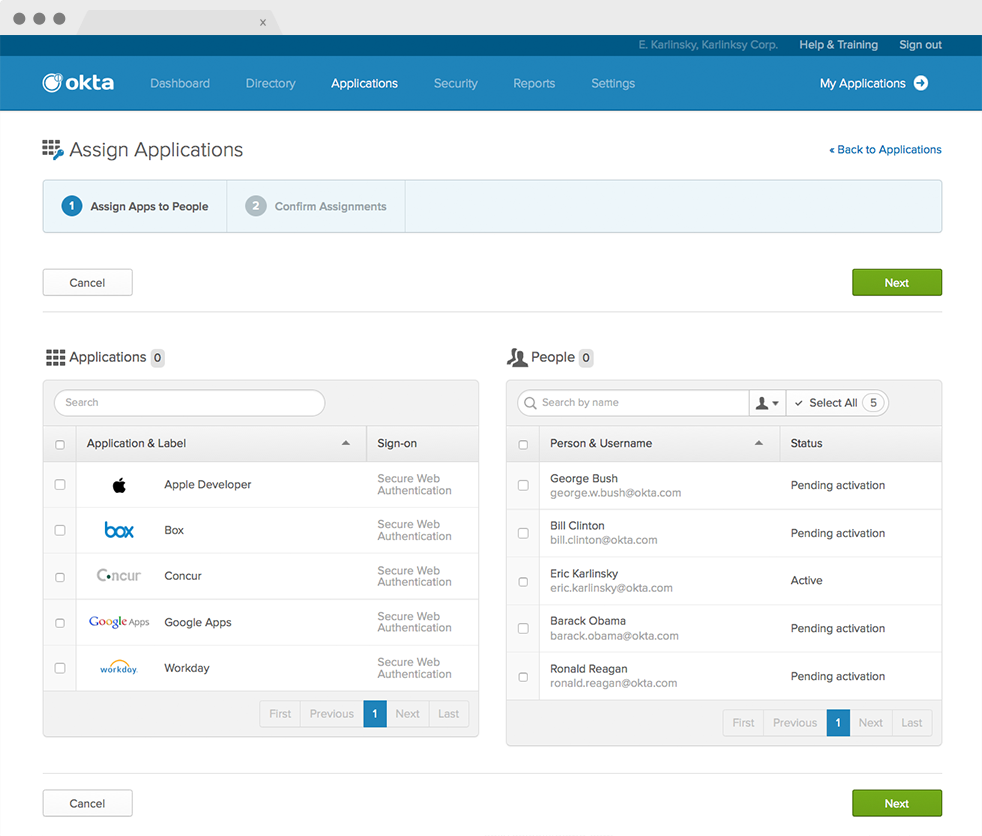 x
E. Karlinsky, Karlinksy Corp. Help & Training Sign out
okta Dashboard Directory Applications Security Reports Settings My Applications
Assign Applications
« Back to Applications
1 Assign Apps to People 2 Confirm Assignments
Cancel Next
Applications 0
Search
Application & Label Sign-on
Apple Developer Secure Web
Authentication
box Box Secure Web
Authentication
Concur Concur Secure Web
Authentication
Google Apps Google Apps Secure Web
Authentication
workday Workday Secure Web
Authentication
First Previous 1 Next Last
People 0
Search by name Select All 5
Person & Username Status
George Bush
george.w.bush@okta.com Pending activation
Bill Clinton
bill.clinton@okta.com Pending activation
Eric Karlinsky
eric.karlinsky@okta.com Active
Barack Obama
barack.obama@okta.com Pending activation
Ronald Reagan
ronald.reagan@okta.com Pending activation
First Previous 1 Next Last
Cancel Next